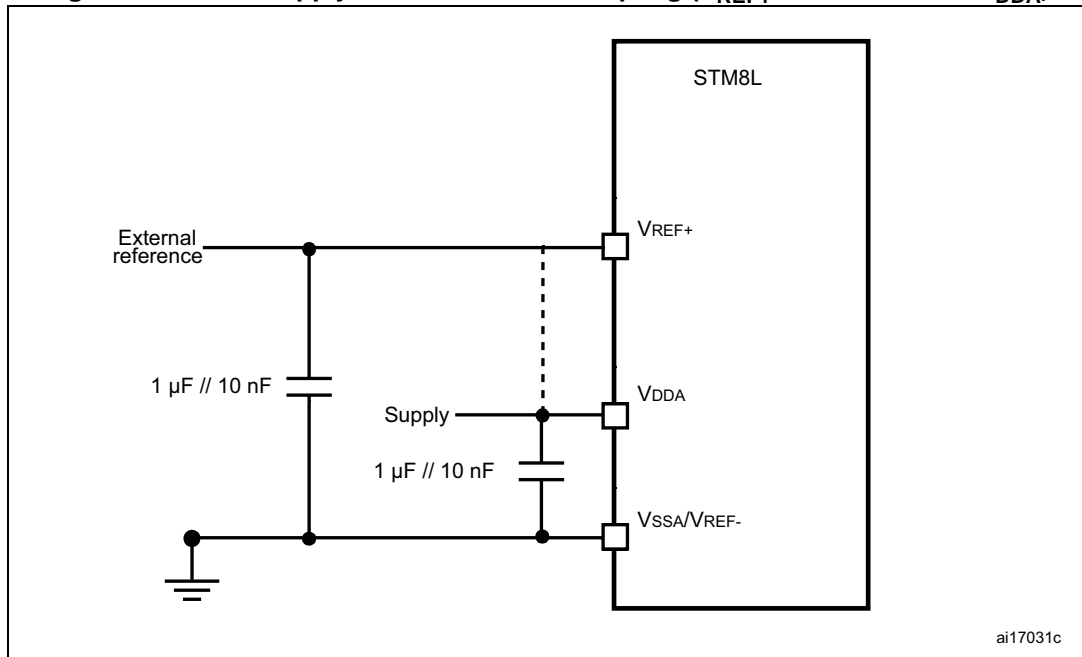 STM8L
VREF+
External
reference
1 µF // 10 nF
VDDA
Supply
1 µF // 10 nF
VSSA/VREF-
ai17031c